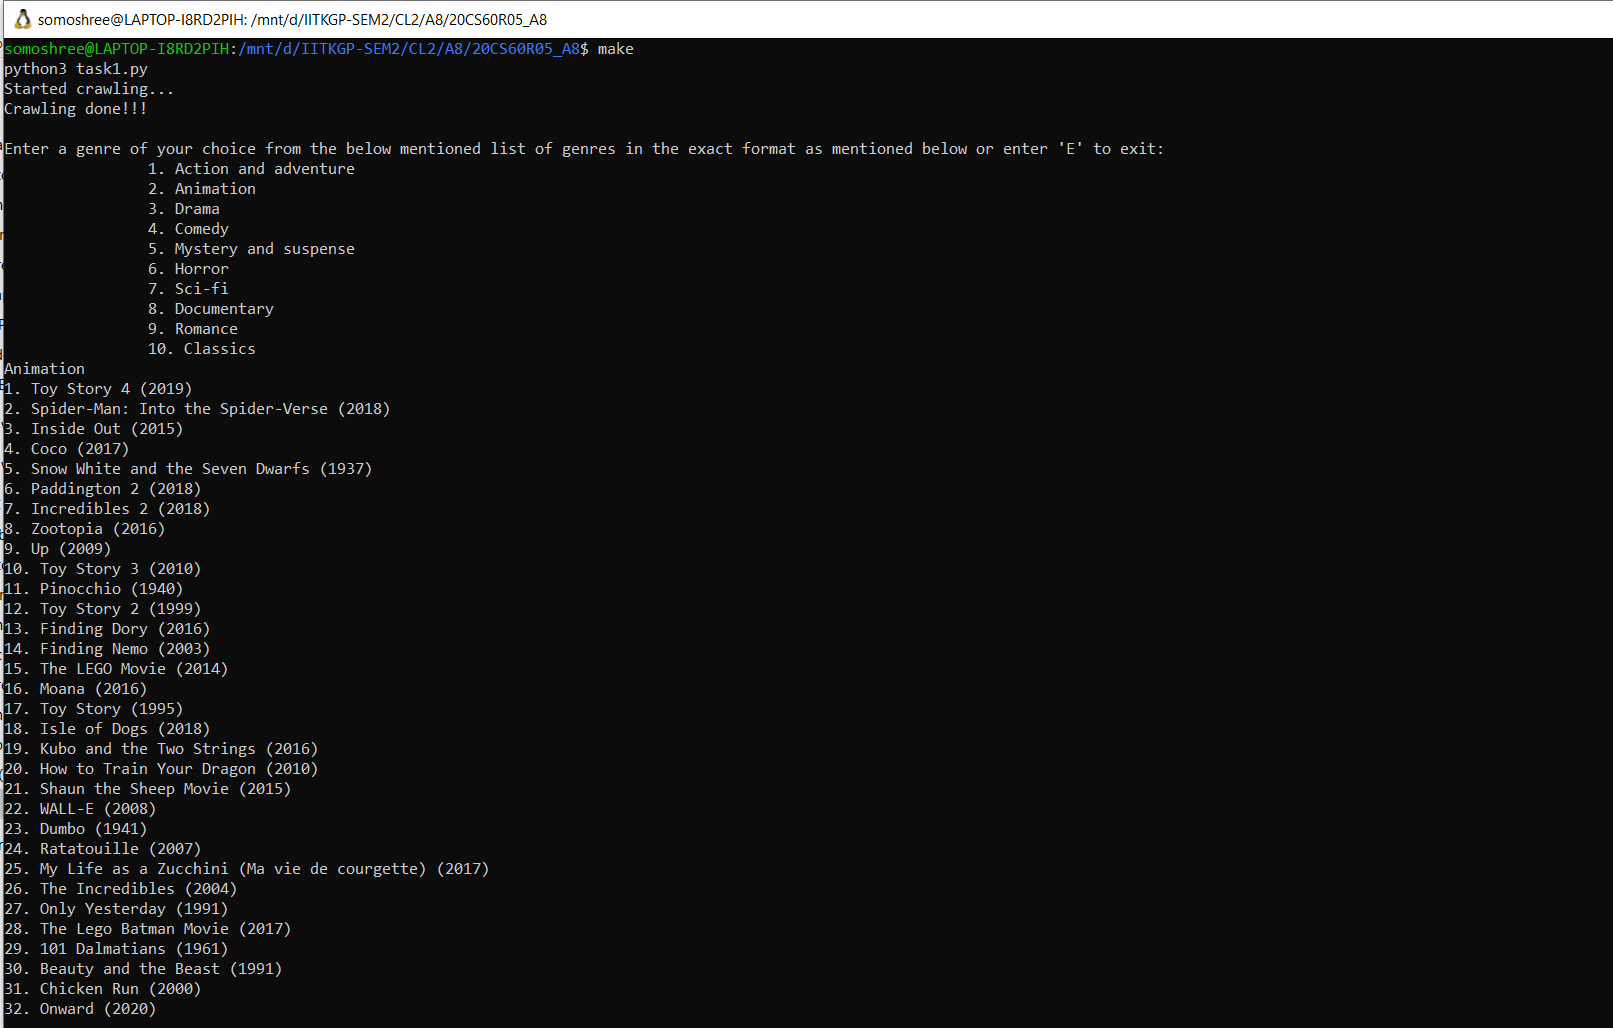 somoshree@LAPTOP-I8RD2PIH: /mnt/d/IITKGP-SEM2/CL2/A8/20CS60R05_A8
somoshree@LAPTOP-I8RD2PIH:/mnt/d/IITKGP-SEM2/CL2/A8/20CS60R05_A8$ make
python3 task1.py
Started crawling...
Crawling done!!!
Enter a genre of your choice from the below mentioned list of genres in the exact format as mentioned below or enter 'E' to exit:
1. Action and adventure
2. Animation
3. Drama
4. Comedy
5. Mystery and suspense
6. Horror
7. Sci-fi
8. Documentary
9. Romance
10. Classics
Animation
1. Toy Story 4 (2019)
2. Spider-Man: Into the Spider-Verse (2018)
3. Inside Out (2015)
4. Coco (2017)
5. Snow White and the Seven Dwarfs (1937)
6. Paddington 2 (2018)
7. Incredibles 2 (2018)
8. Zootopia (2016)
9. Up (2009)
10. Toy Story 3 (2010)
11. Pinocchio (1940)
12. Toy Story 2 (1999)
13. Finding Dory (2016)
14. Finding Nemo (2003)
15. The LEGO Movie (2014)
16. Moana (2016)
17. Toy Story (1995)
18. Isle of Dogs (2018)
19. Kubo and the Two Strings (2016)
20. How to Train Your Dragon (2010)
21. Shaun the Sheep Movie (2015)
22. WALL-E (2008)
23. Dumbo (1941)
24. Ratatouille (2007)
25. My Life as a Zucchini (Ma vie de courgette) (2017)
26. The Incredibles (2004)
27. Only Yesterday (1991)
28. The Lego Batman Movie (2017)
29. 101 Dalmatians (1961)
30. Beauty and the Beast (1991)
31. Chicken Run (2000)
32. Onward (2020)